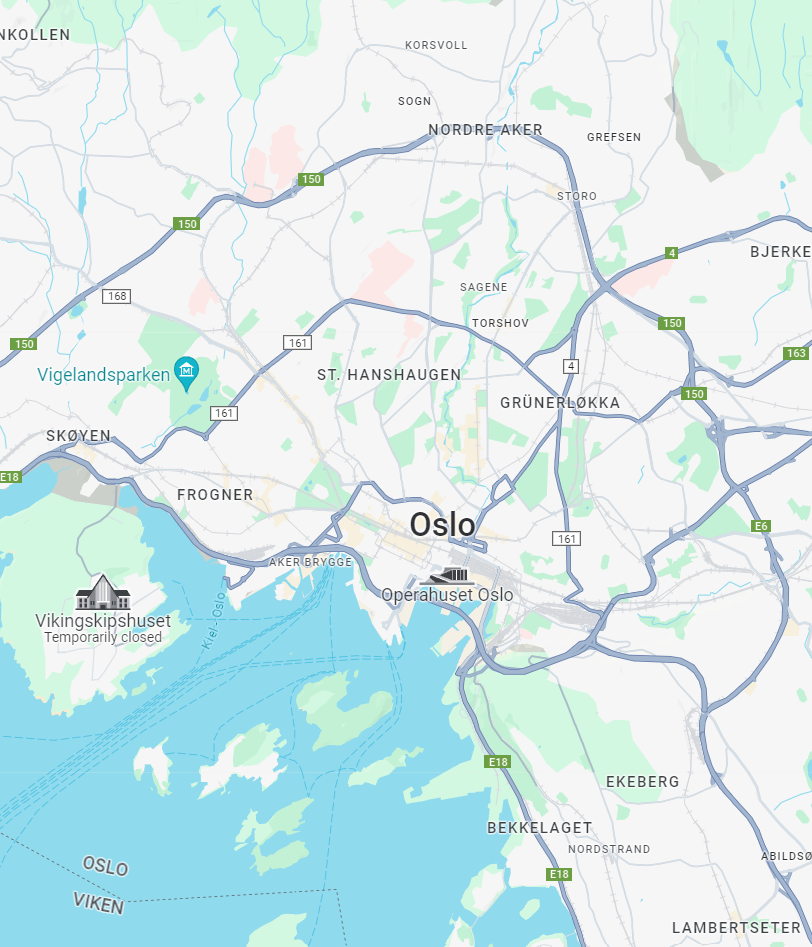 NKOLLEN
KORSVOLL
SOGN
NORDRE AKER
GREFSEN
150
STORO
150
4
BJERKE
SAGENE
168
TORSHOV
150
150
161
163
Vigelandsparken
ST. HANSHAUGEN
4
150
GRÜNERLØKKA
161
SKØYEN
E18
FROGNER
Oslo
E6
161
AKER BRYGGE
Operahuset Oslo
Kiel - Oslo
Vikingskipshuset
Temporarily closed
E18
EKEBERG
BEKKELAGET
NORDSTRAND
ABILDSØ
OSLO
E18
VIKEN
LAMBERTSETER